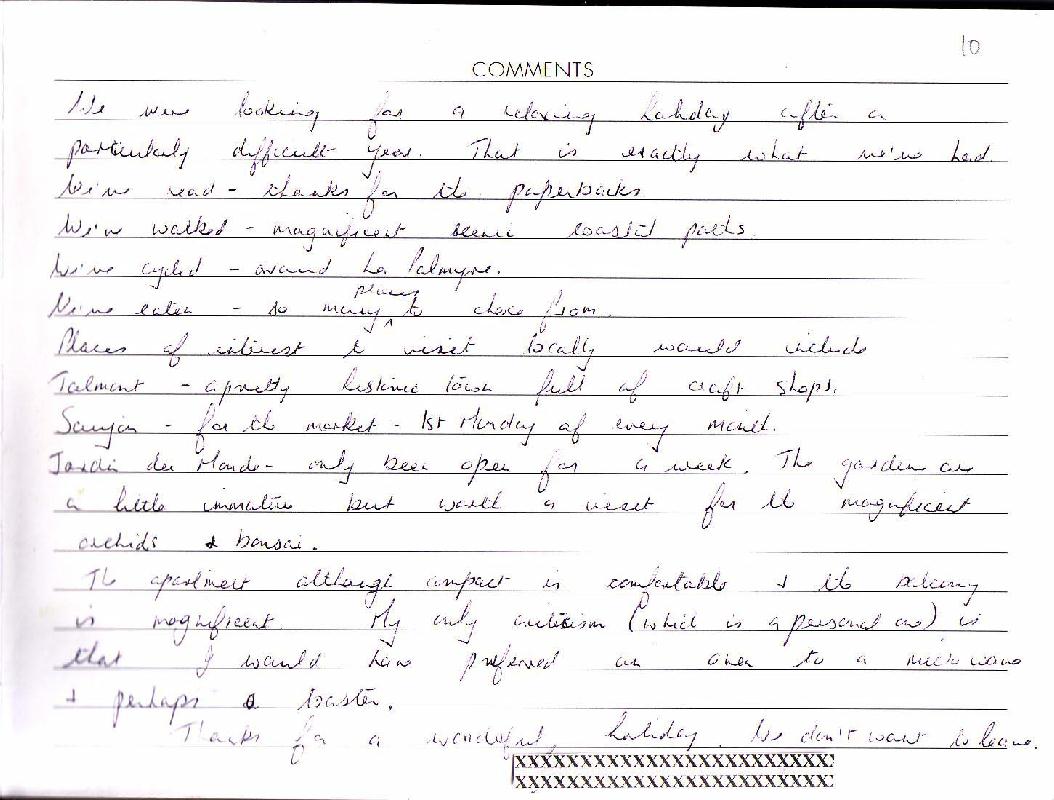 10
COMMENTS
We were looking for a relaxing holiday after a
particularly difficult year. That is exactly what we've had.
We've read - thanks for the paperbacks
We've walked - magnificent scenic coastal paths.
We've cycled - around La Palmyre.
places
We've eaten - so many ^ to chose from.
Places of interest to visit locally would include
Talmont - a pretty historic town full of craft shops.
Saujon - for the market - 1st Monday of every month.
Jardin du Monde - only been open for a week. The gardens are
a little immature but worth a visit for the magnificent
orchids & bonsai.
The apartment although compact is comfortable & the balcony
is magnificent. My only criticism (which is a personal one) is
that I would have preferred an oven to a microwave
& perhaps a toaster.
Thanks for a wonderful holiday. We don't want to leave.
XXXXXXXXXXXXXXXXXXXXXXXXX
XXXXXXXXXXXXXXXXXXXXXXXXX